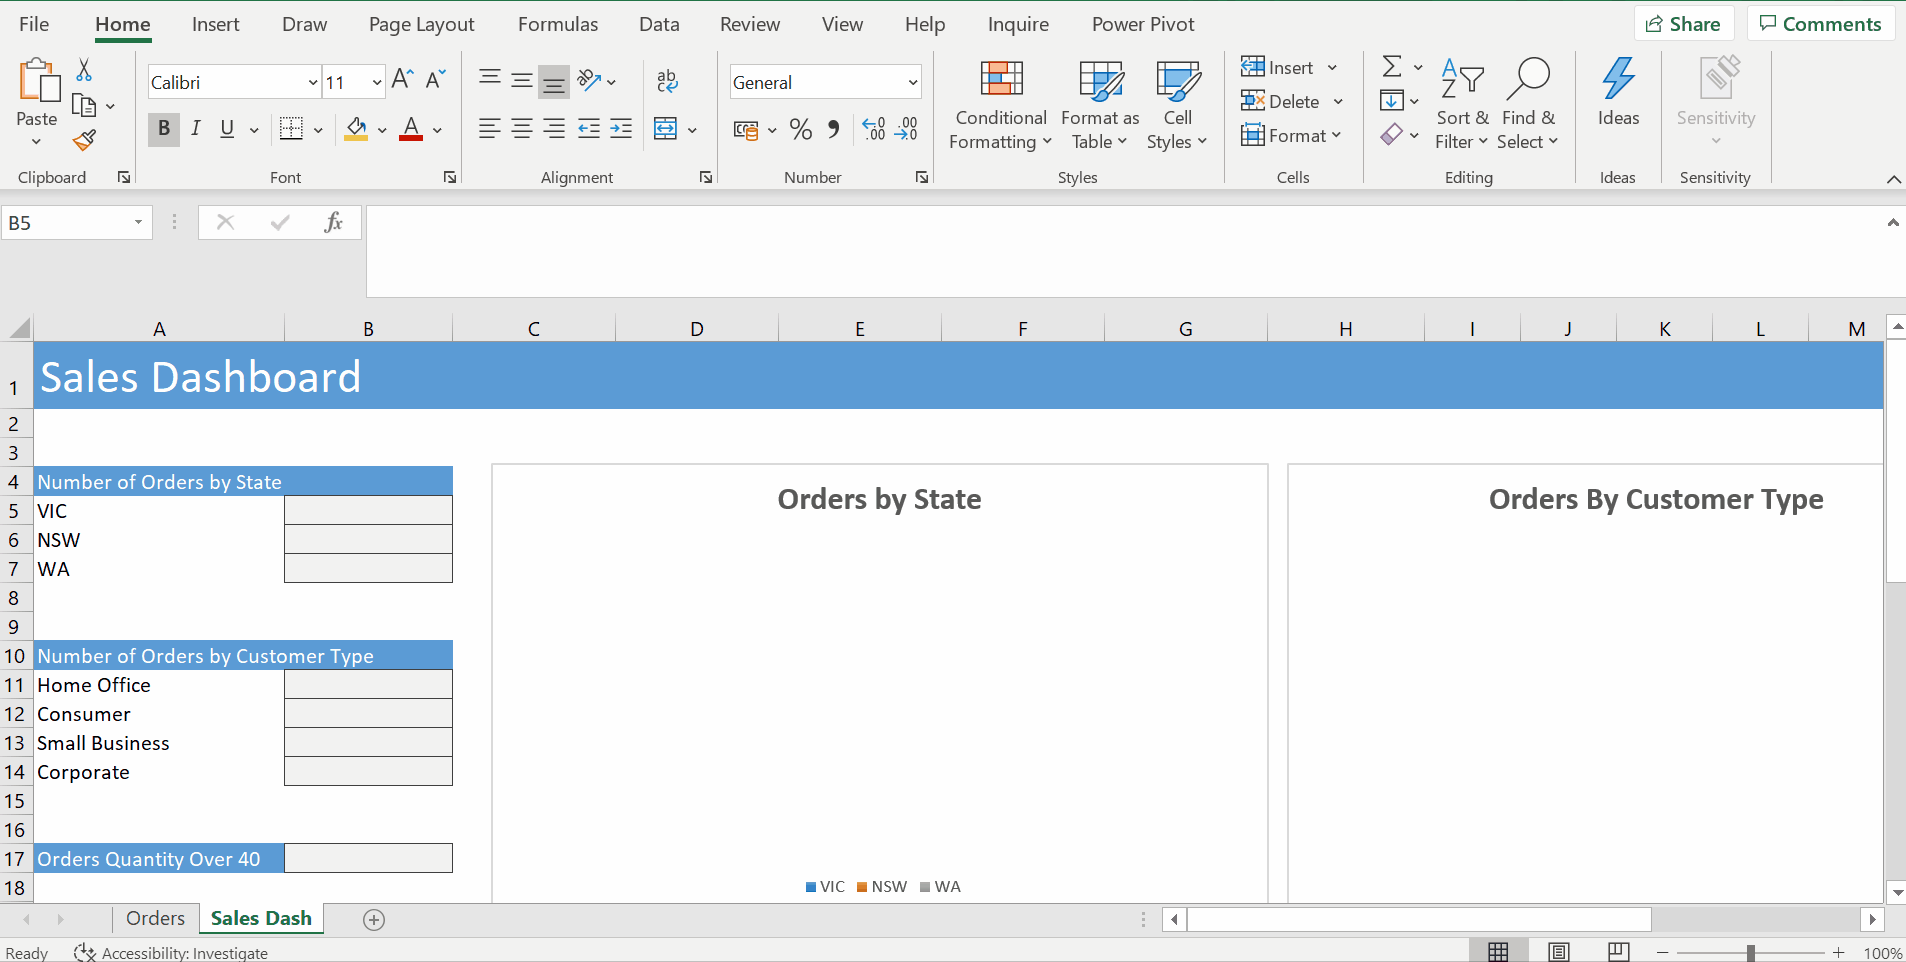 File Home Insert Draw Page Layout Formulas Data Review View Help Inquire Power Pivot Share Comments
Paste
Calibri 11
B I U
ab
General
% .00 .00
Conditional Formatting
Format as Table
Cell Styles
Insert
Delete
Format
Sort & Filter
Find & Select
Ideas
Sensitivity
Clipboard Font Alignment Number Styles Cells Editing Ideas Sensitivity
B5 fx
A B C D E F G H I J K L M
1 Sales Dashboard
2
3
4 Number of Orders by State
5 VIC
6 NSW
7 WA
8
9
10 Number of Orders by Customer Type
11 Home Office
12 Consumer
13 Small Business
14 Corporate
15
16
17 Orders Quantity Over 40
18
Orders by State
VIC NSW WA
Orders By Customer Type
Orders Sales Dash
Ready Accessibility: Investigate 100%